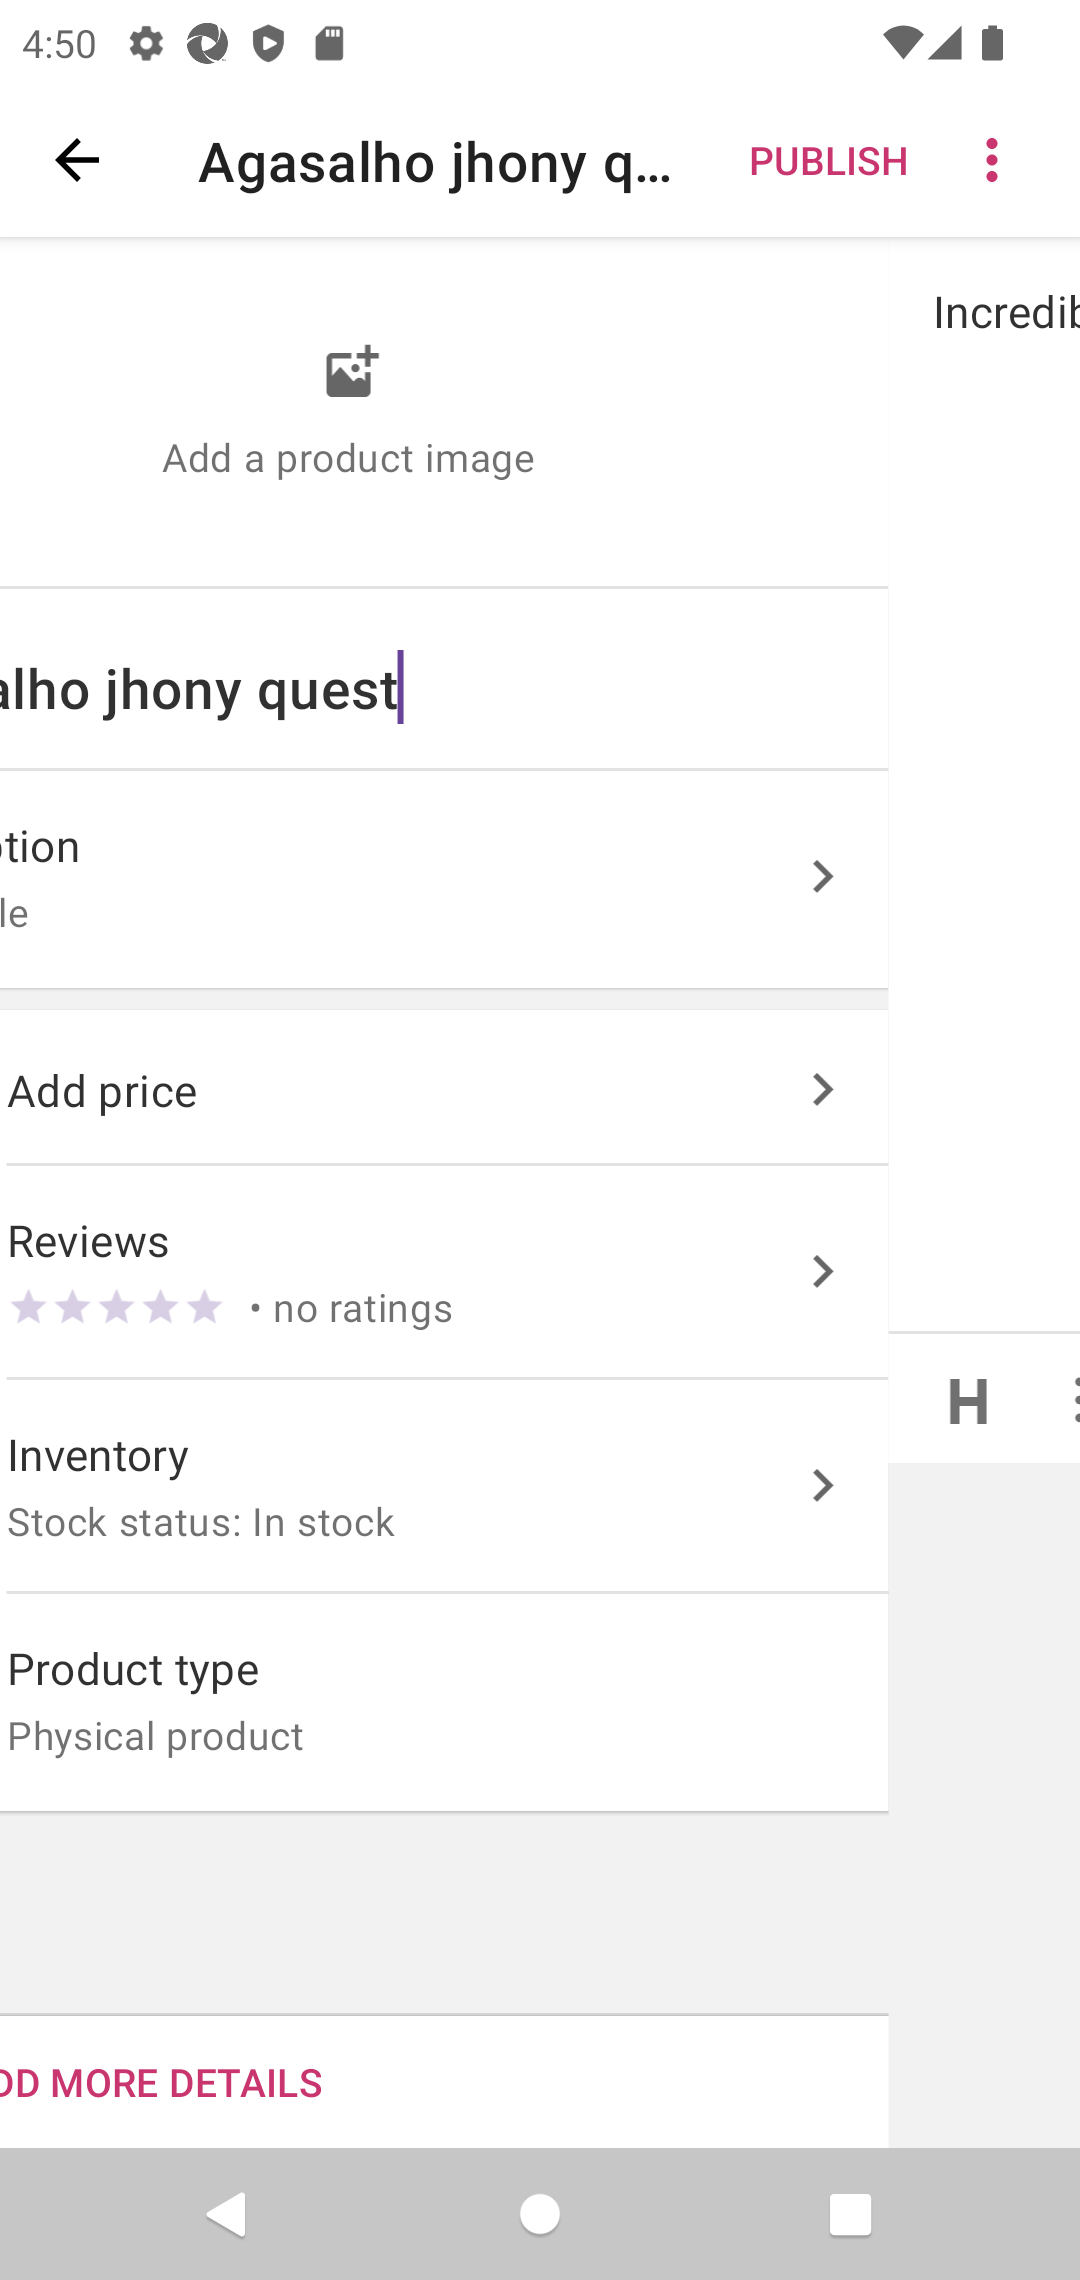 4:50
Agasalho jhony q...
PUBLISH
Add a product image
alho jhony quest
ption
le
Add price
Reviews
• no ratings
Inventory
Stock status: In stock
Product type
Physical product
DD MORE DETAILS
Incredib
H